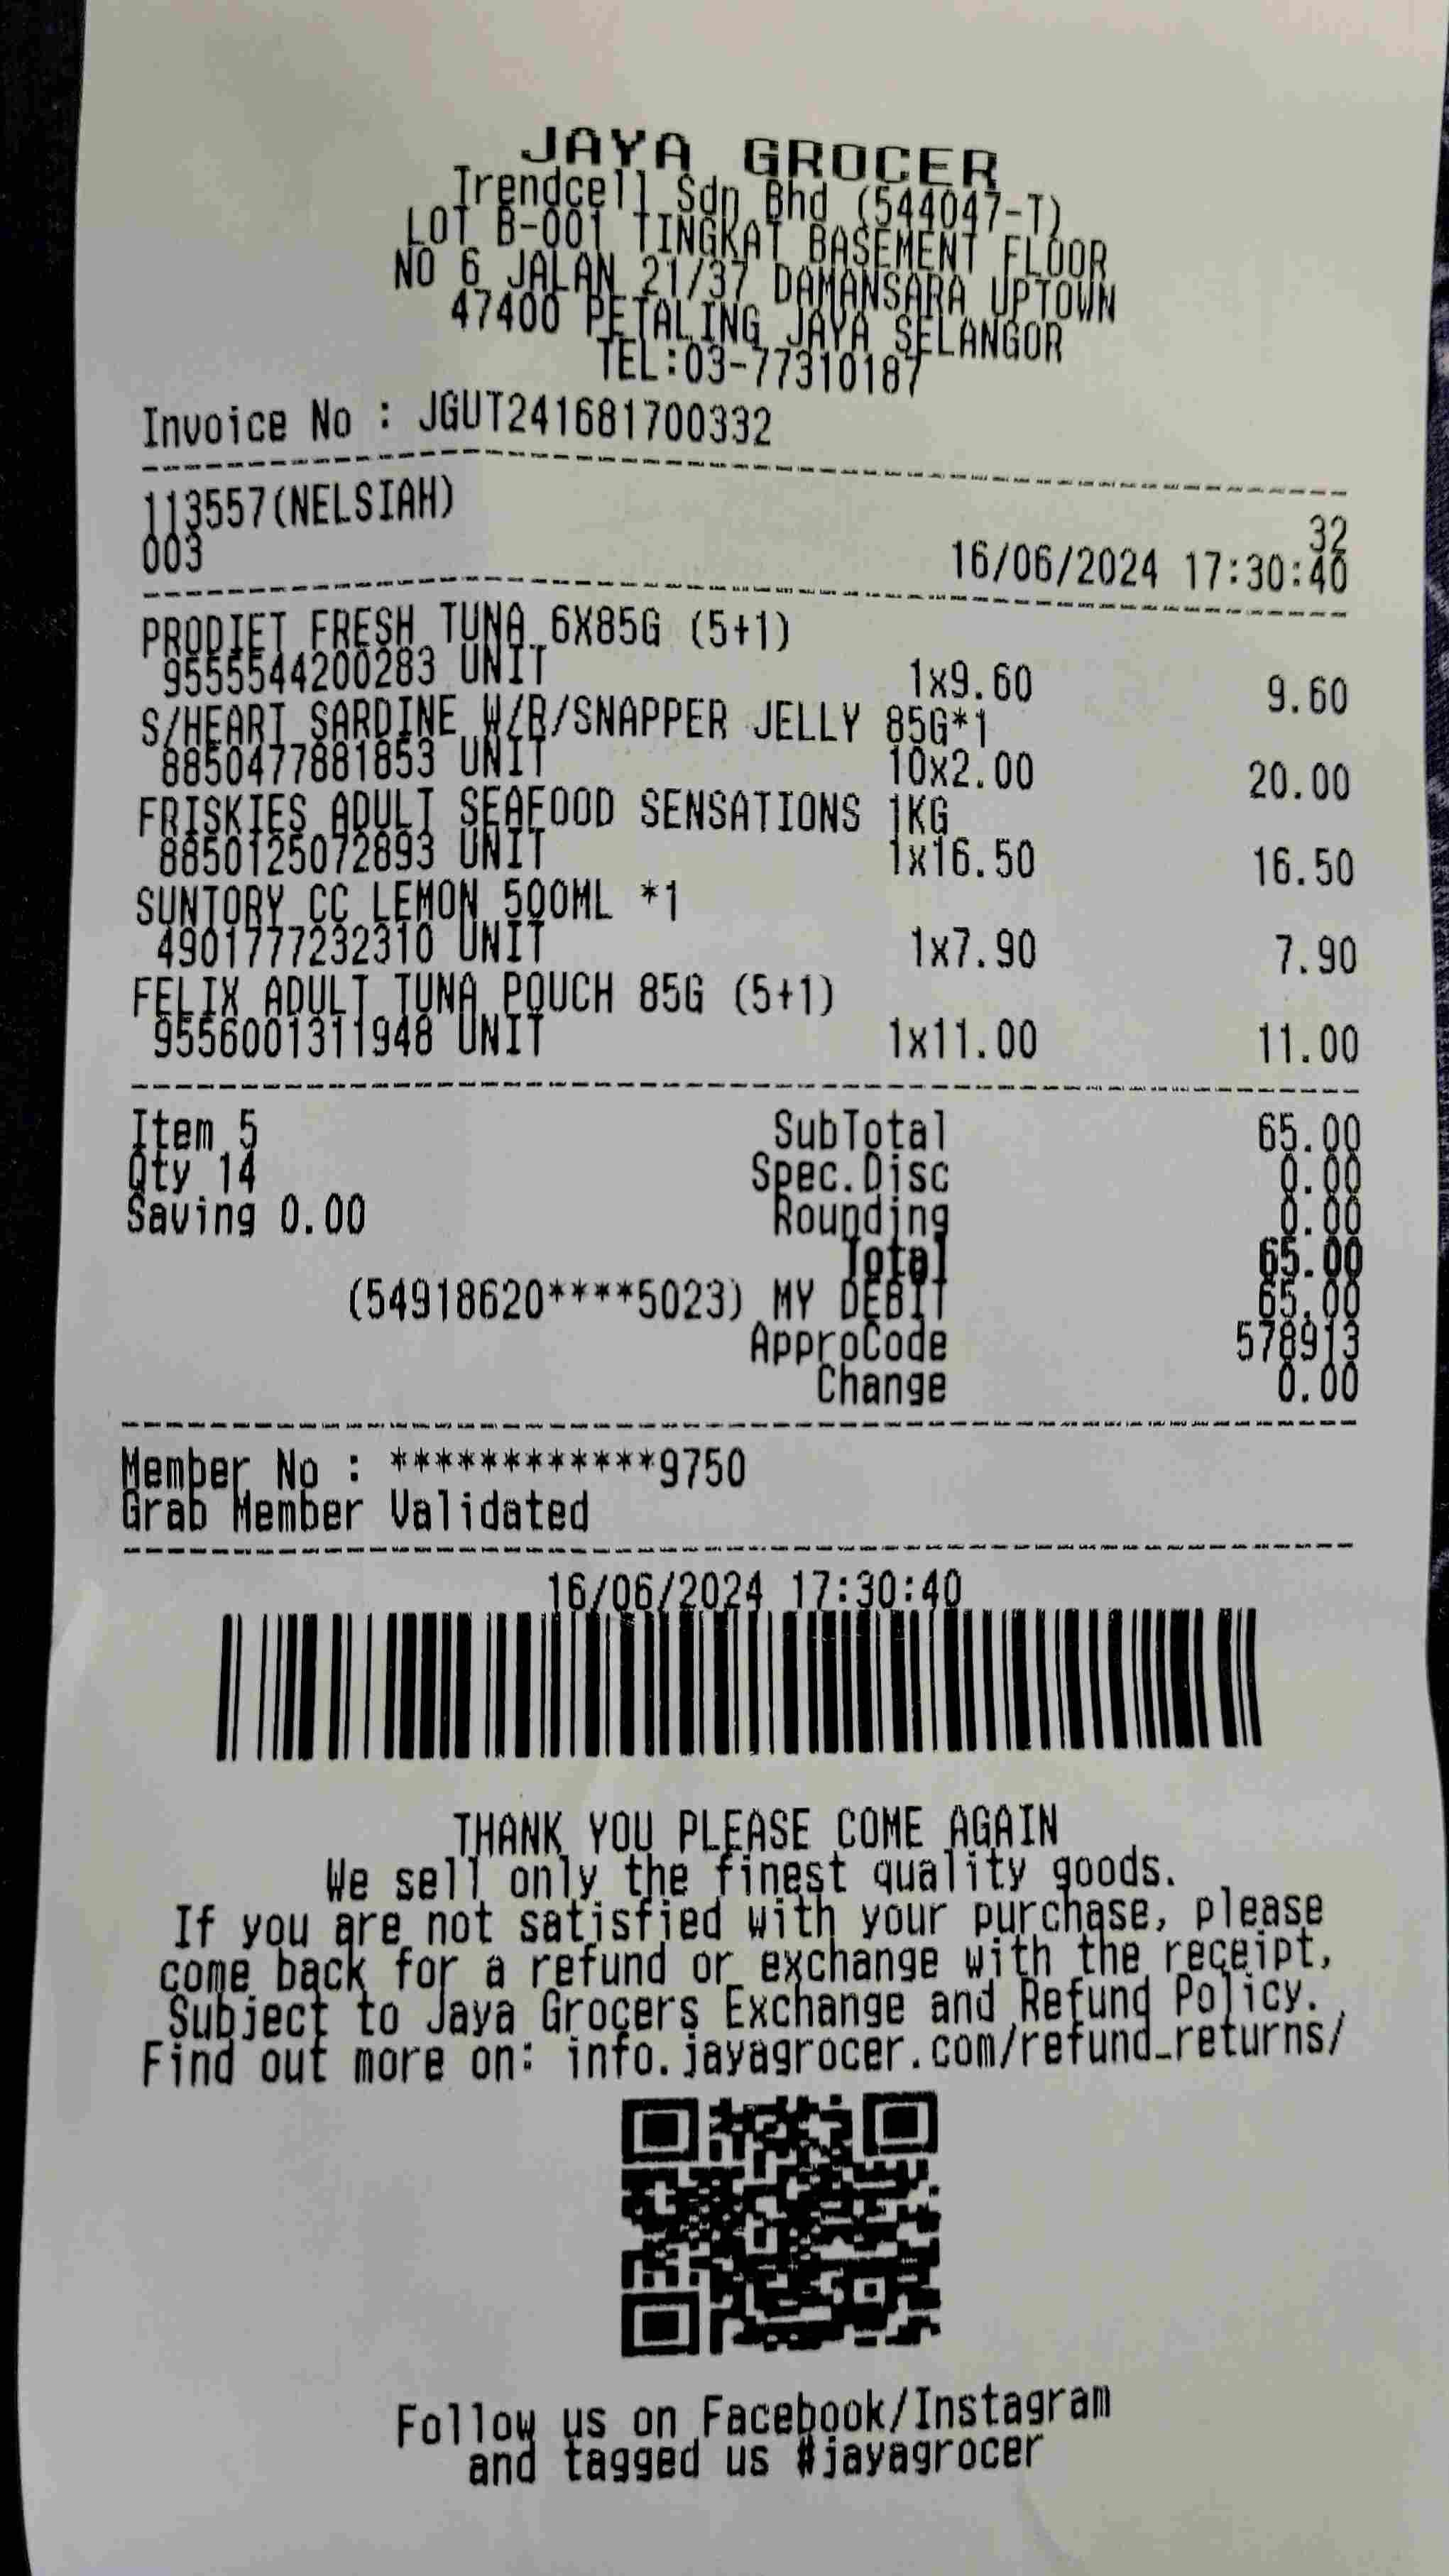 JAYA GROCER
Trendcell Sdn Bhd (544047-T)
LOT B-001 TINGKAT BASEMENT FLOOR
NO 6 JALAN 21/37 DAMANSARA UPTOWN
47400 PETALING JAYA SELANGOR
TEL:03-77310187
Invoice No : JGUT241681700332
113557(NELSIAH) 32
003 16/06/2024 17:30:40
PRODIET FRESH TUNA 6X85G (5+1)
9555544200283 UNIT 1x9.60 9.60
S/HEART SARDINE W/R/SNAPPER JELLY 85G*1
8850477881853 UNIT 10x2.00 20.00
FRISKIES ADULT SEAFOOD SENSATIONS 1KG
8850125072893 UNIT 1x16.50 16.50
SUNTORY CC LEMON 500ML *1
4901777232310 UNIT 1x7.90 7.90
FELIX ADULT TUNA POUCH 85G (5+1)
9556001311948 UNIT 1x11.00 11.00
Item 5 SubTotal 65.00
Qty 14 Spec.Disc 0.00
Saving 0.00 Rounding 0.00
Total 65.00
(54918620****5023) MY DEBIT 65.00
ApproCode 578913
Change 0.00
Member No : ************9750
Grab Member Validated
16/06/2024 17:30:40
THANK YOU PLEASE COME AGAIN
We sell only the finest quality goods.
If you are not satisfied with your purchase, please
come back for a refund or exchange with the receipt,
Subject to Jaya Grocers Exchange and Refund Policy.
Find out more on: info.jayagrocer.com/refund_returns/
Follow us on Facebook/Instagram
and tagged us #jayagrocer